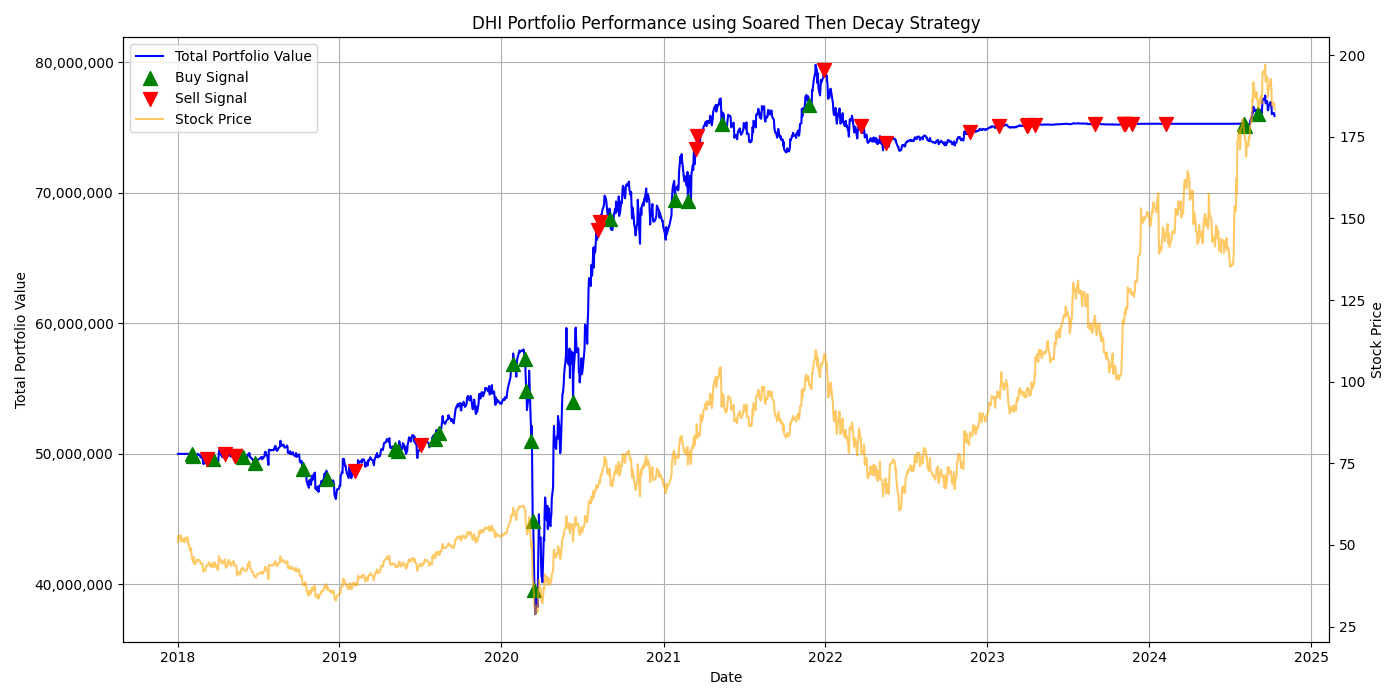 DHI Portfolio Performance using Soared Then Decay Strategy
Total Portfolio Value
Buy Signal
Sell Signal
Stock Price
80,000,000
70,000,000
60,000,000
50,000,000
40,000,000
Total Portfolio Value
200
175
150
125
100
75
50
25
Stock Price
2018
2019
2020
2021
2022
2023
2024
2025
Date